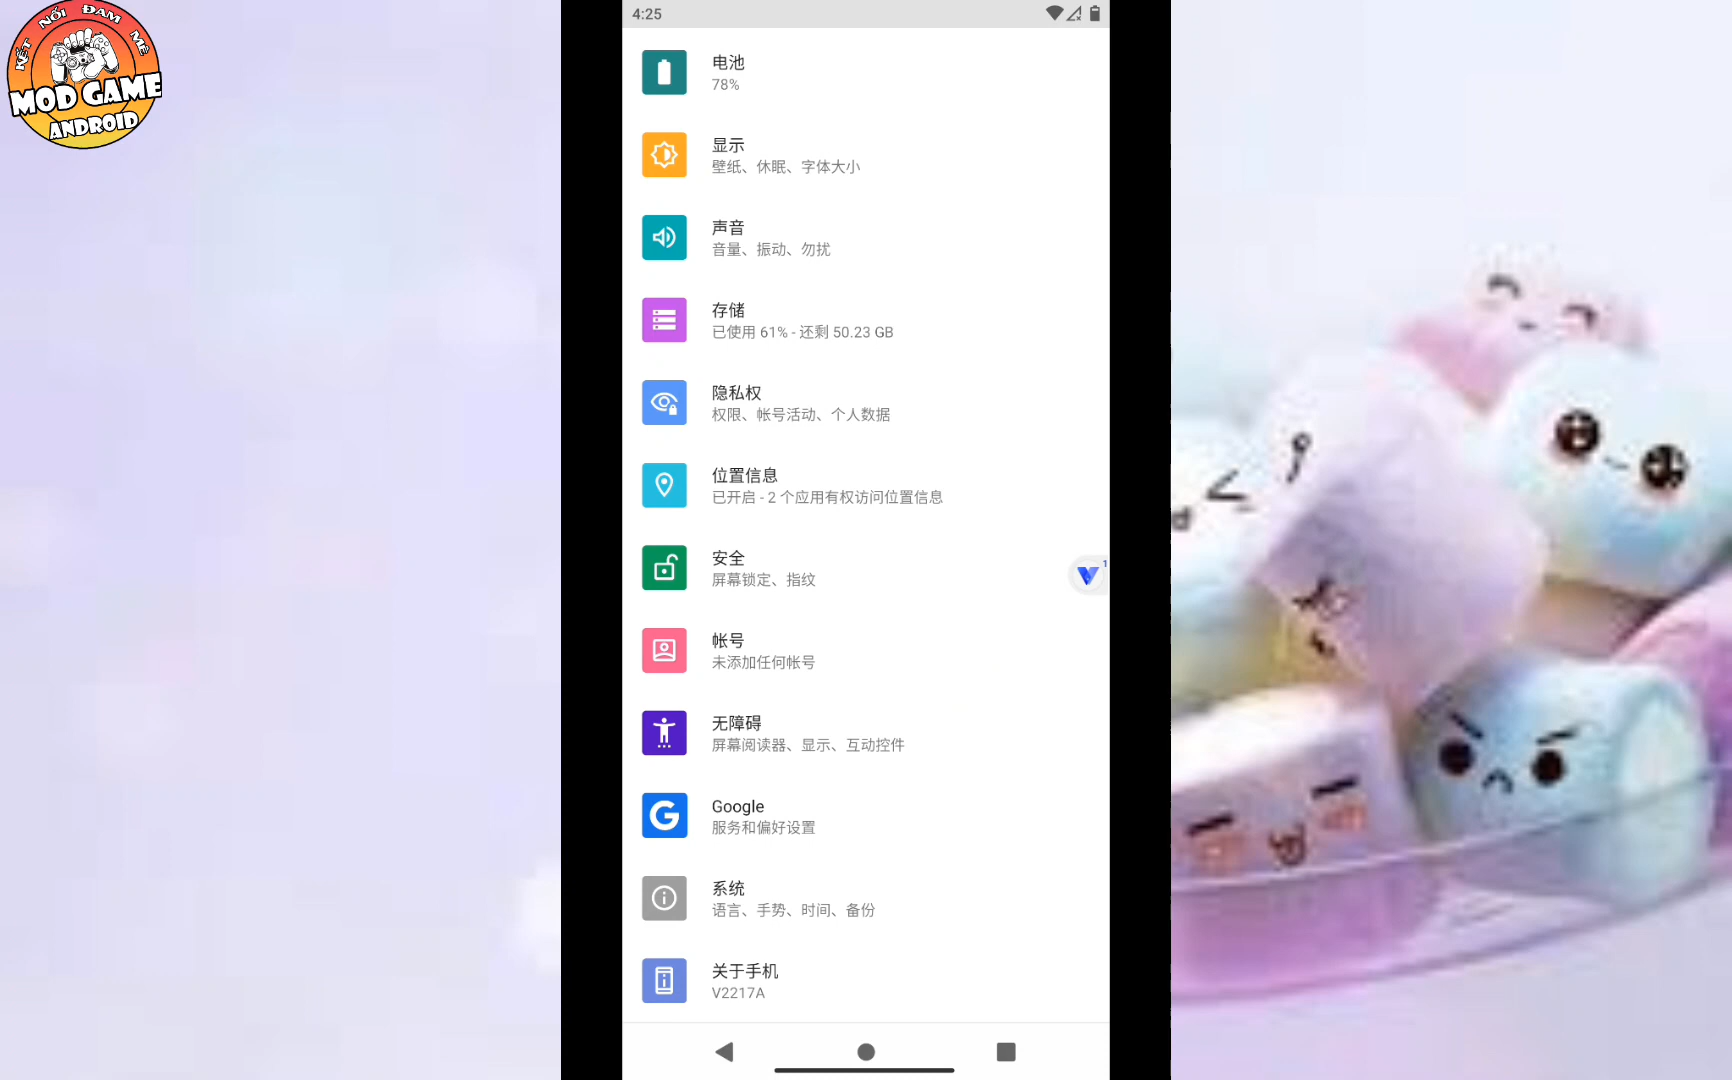 KẾT NỐI ĐAM MÊ
MOD GAME
ANDROID
4:25
电池
78%
显示
壁纸、休眠、字体大小
声音
音量、振动、勿扰
存储
已使用 61% - 还剩 50.23 GB
隐私权
权限、帐号活动、个人数据
位置信息
已开启 - 2 个应用有权访问位置信息
安全
屏幕锁定、指纹
1
帐号
未添加任何帐号
无障碍
屏幕阅读器、显示、互动控件
Google
服务和偏好设置
系统
语言、手势、时间、备份
关于手机
V2217A